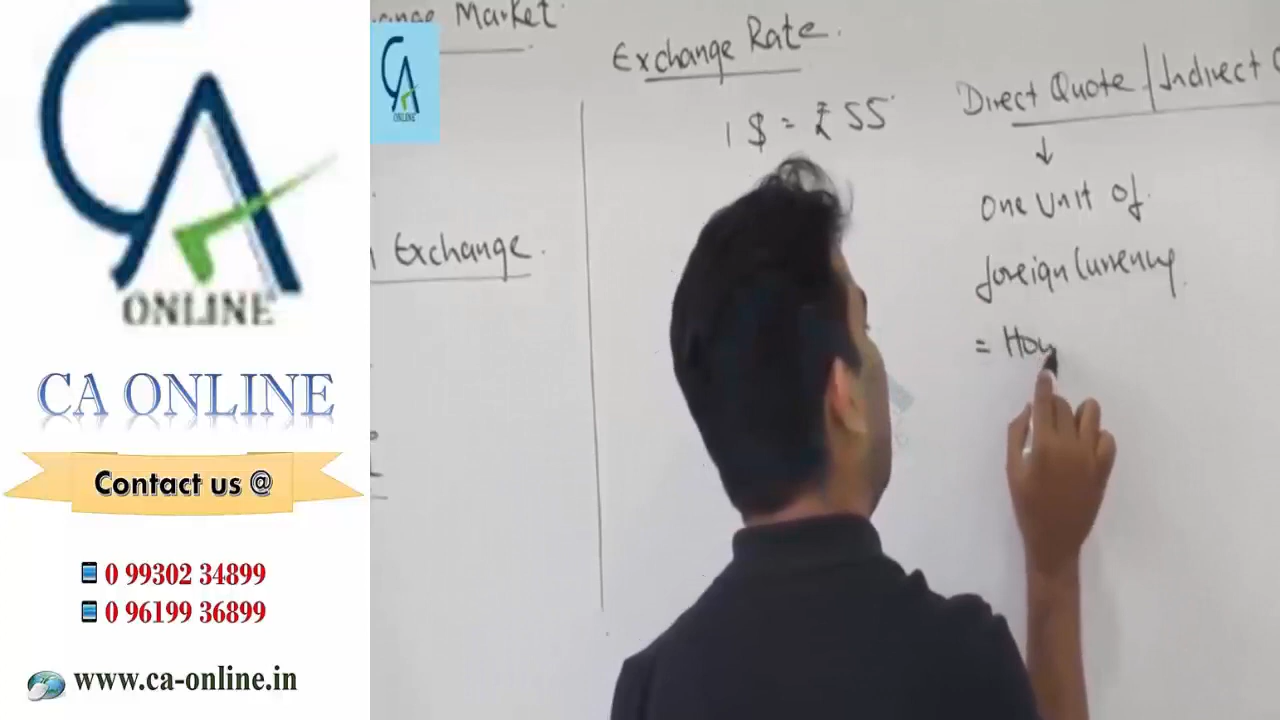 CA
ONLINE
CA ONLINE
Contact us @
0 99302 34899
0 96199 36899
www.ca-online.in
Market
CA
ONLINE
Exchange
Exchange Rate.
1 $ = ₹ 55
Direct Quote / Indirect
One Unit of
foreign Currency
= How